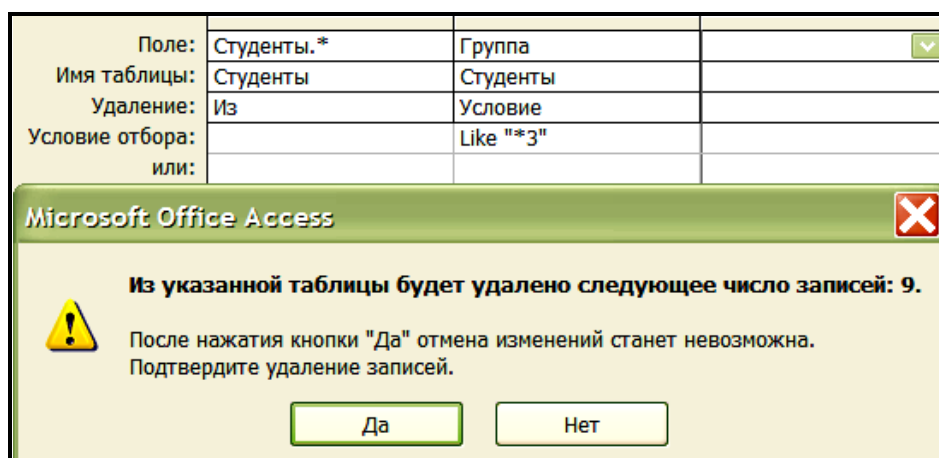 Поле: Студенты.* Группа
Имя таблицы: Студенты Студенты
Удаление: Из Условие
Условие отбора: Like "*3"
или:
Microsoft Office Access
Из указанной таблицы будет удалено следующее число записей: 9.
После нажатия кнопки "Да" отмена изменений станет невозможна.
Подтвердите удаление записей.
Да Нет